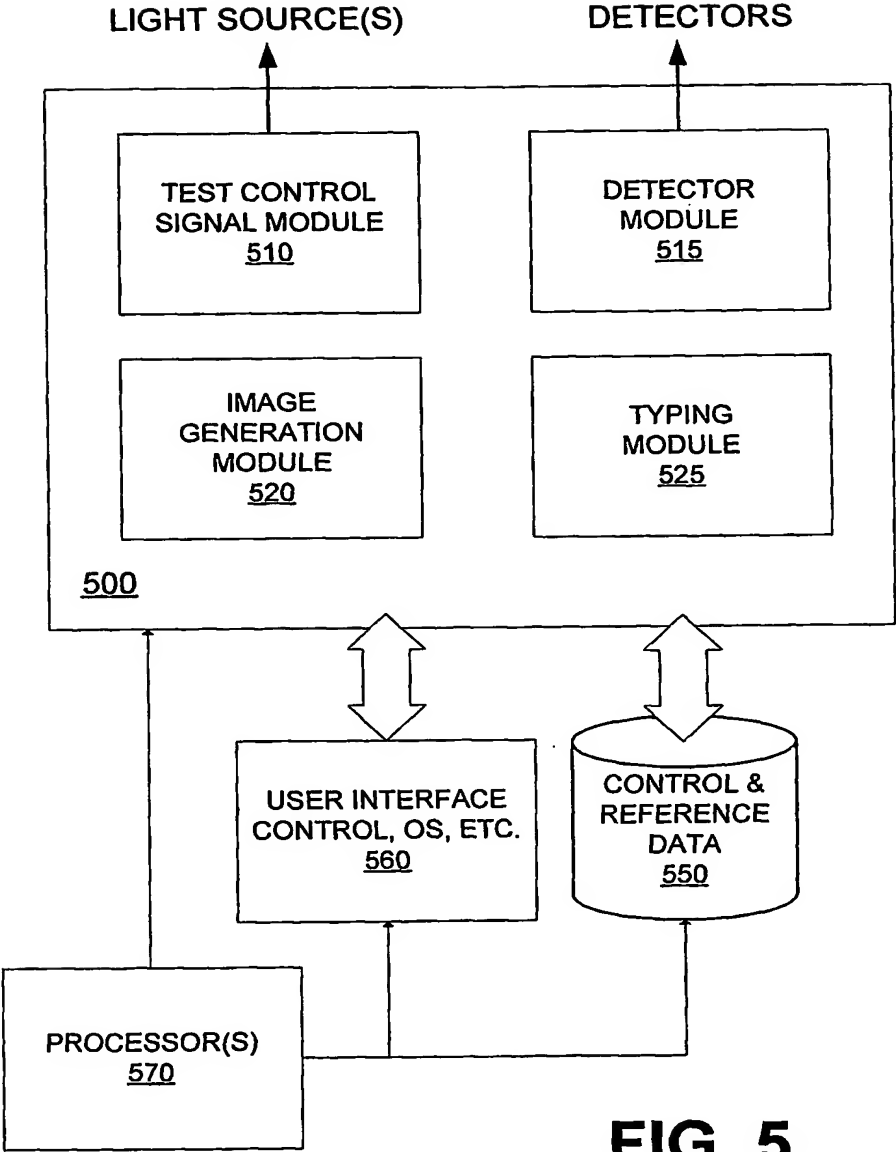 LIGHT SOURCE(S)
DETECTORS
TEST CONTROL
SIGNAL MODULE
510
DETECTOR
MODULE
515
IMAGE
GENERATION
MODULE
520
TYPING
MODULE
525
500
USER INTERFACE
CONTROL, OS, ETC.
560
CONTROL &
REFERENCE
DATA
550
PROCESSOR(S)
570
FIG. 5